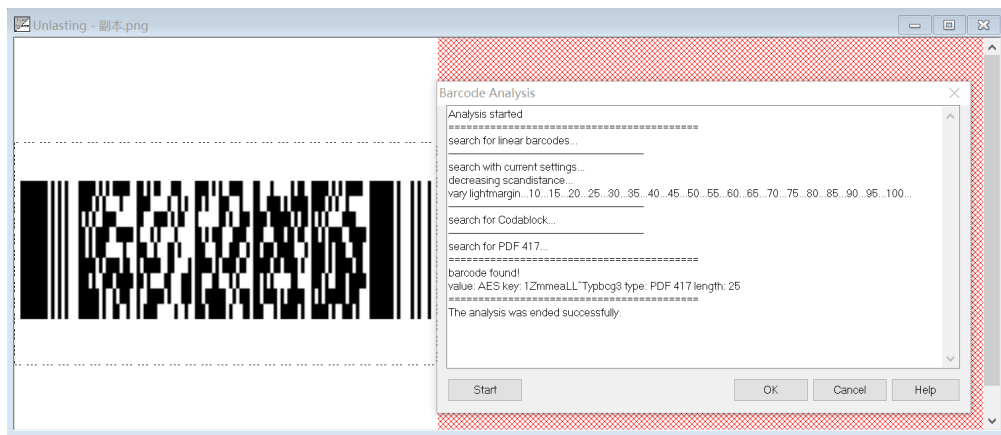 Unlasting - 副本.png
Barcode Analysis
Analysis started
==========================================
search for linear barcodes...
search with current settings...
decreasing scandistance...
vary lightmargin...10...15...20...25...30...35...40...45...50...55...60...65...70...75...80...85...90...95...100...
search for Codablock...
search for PDF 417...
==========================================
barcode found!
value: AES key: 1ZmmeaLL^Typbcg3 type: PDF 417 length: 25
==========================================
The analysis was ended successfully.
Start
OK
Cancel
Help